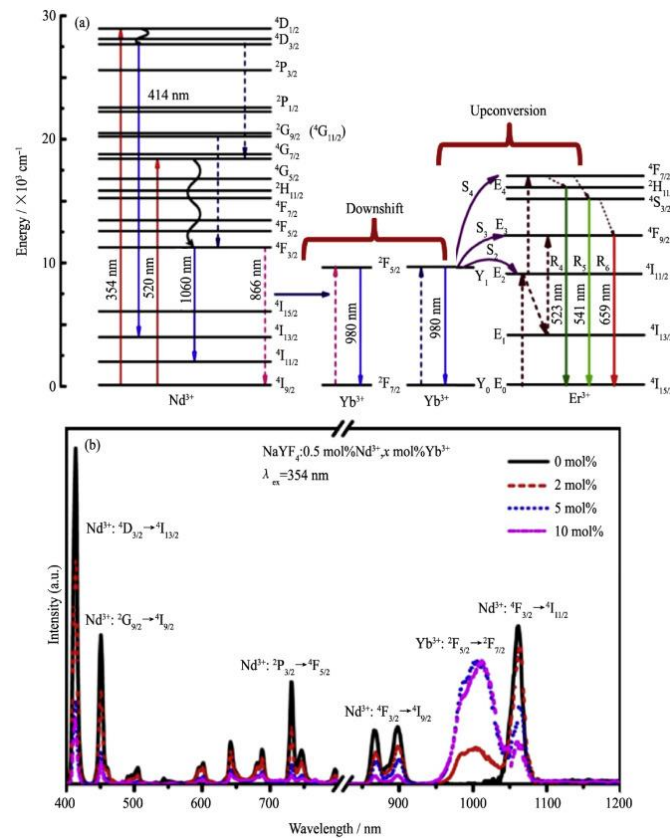 (a)
30
20
10
0
Energy / ×10³ cm⁻¹
⁴D₁/₂
⁴D₃/₂
²P₃/₂
²P₁/₂
²G₉/₂
(⁴G₁₁/₂)
⁴G₇/₂
⁴G₅/₂
²H₁₁/₂
⁴F₇/₂
⁴F₅/₂
⁴F₃/₂
⁴I₁₅/₂
⁴I₁₃/₂
⁴I₁₁/₂
⁴I₉/₂
414 nm
354 nm
520 nm
1060 nm
866 nm
Nd³⁺
Downshift
²F₅/₂
²F₇/₂
980 nm
980 nm
Yb³⁺
Yb³⁺
Y₁
Y₀
Upconversion
S₄
S₃
S₂
E₄
E₃
E₂
E₁
E₀
R₄
R₅
R₆
523 nm
541 nm
659 nm
⁴F₇/₂
²H₁₁/₂
⁴S₃/₂
⁴F₉/₂
⁴I₁₁/₂
⁴I₁₃/₂
⁴I₁₅/₂
Er³⁺
(b)
NaYF₄:0.5 mol%Nd³⁺,x mol%Yb³⁺
λₑₓ=354 nm
0 mol%
2 mol%
5 mol%
10 mol%
Nd³⁺: ⁴D₃/₂→⁴I₁₃/₂
Nd³⁺: ²G₉/₂→⁴I₉/₂
Nd³⁺: ²P₃/₂→⁴F₅/₂
Nd³⁺: ⁴F₃/₂→⁴I₉/₂
Yb³⁺: ²F₅/₂→²F₇/₂
Nd³⁺: ⁴F₃/₂→⁴I₁₁/₂
Intensity (a.u.)
400 500 600 700 900 1000 1100 1200
Wavelength / nm